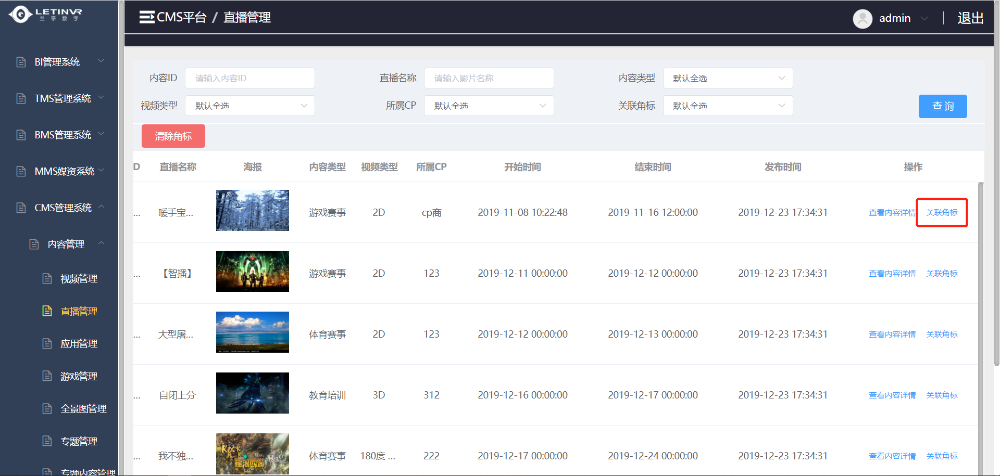 LETINVR
兰亭数字
CMS平台 / 直播管理
admin
退出
BI管理系统
TMS管理系统
BMS管理系统
MMS媒资系统
CMS管理系统
内容管理
视频管理
直播管理
应用管理
游戏管理
全景图管理
专题管理
专题内容管理
内容ID 请输入内容ID 直播名称 请输入影片名称 内容类型 默认全选
视频类型 默认全选 所属CP 默认全选 关联角标 默认全选 查 询
清除角标
D 直播名称 海报 内容类型 视频类型 所属CP 开始时间 结束时间 发布时间 操作
... 暖手宝... 游戏赛事 2D cp商 2019-11-08 10:22:48 2019-11-16 12:00:00 2019-12-23 17:34:31 查看内容详情 关联角标
... 【智播】 游戏赛事 2D 123 2019-12-11 00:00:00 2019-12-12 00:00:00 2019-12-23 17:34:31 查看内容详情 关联角标
... 大型屠... 体育赛事 2D 123 2019-12-12 00:00:00 2019-12-13 00:00:00 2019-12-23 17:34:31 查看内容详情 关联角标
... 自闭上分 教育培训 3D 312 2019-12-16 00:00:00 2019-12-17 00:00:00 2019-12-23 17:34:31 查看内容详情 关联角标
... 我不独... 体育赛事 180度 ... 222 2019-12-17 00:00:00 2019-12-24 00:00:00 2019-12-23 17:34:31 查看内容详情 关联角标